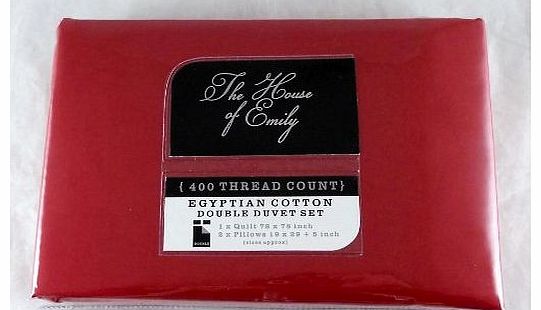 The House
of Emily
{ 400 THREAD COUNT}
EGYPTIAN COTTON
DOUBLE DUVET SET
1 x Quilt 78 x 78 inch
2 x Pillows 19 x 29 + 5 inch
(sizes approx)
DOUBLE